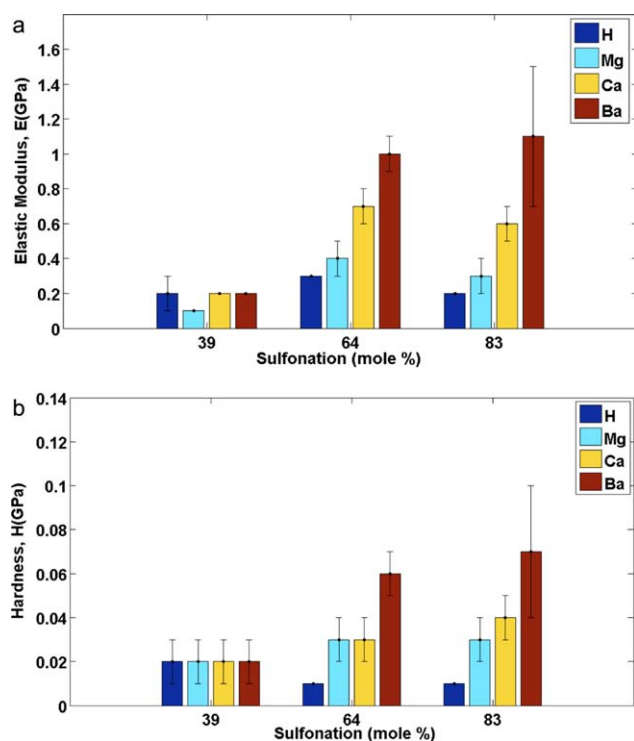 a
Elastic Modulus, E(GPa)
1.6
1.4
1.2
1
0.8
0.6
0.4
0.2
0
H
Mg
Ca
Ba
39 64 83
Sulfonation (mole %)
b
Hardness, H(GPa)
0.14
0.12
0.1
0.08
0.06
0.04
0.02
0
H
Mg
Ca
Ba
39 64 83
Sulfonation (mole %)